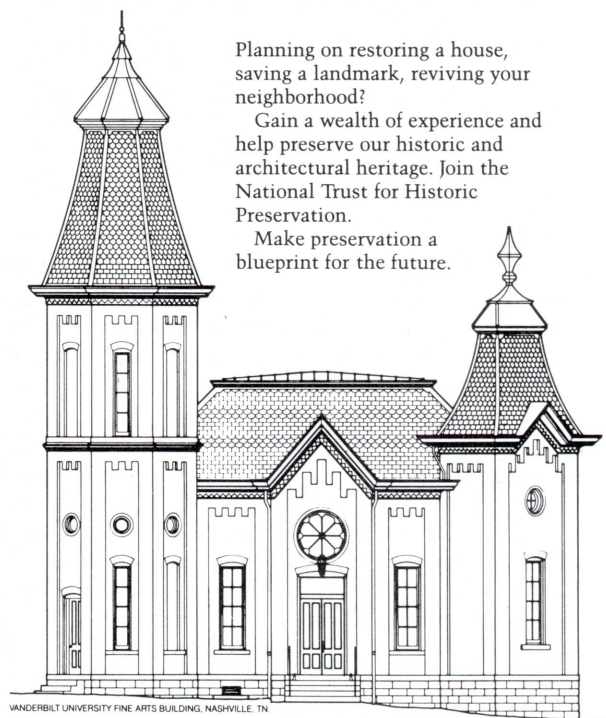 Planning on restoring a house,
saving a landmark, reviving your
neighborhood?
Gain a wealth of experience and
help preserve our historic and
architectural heritage. Join the
National Trust for Historic
Preservation.
Make preservation a
blueprint for the future.
VANDERBILT UNIVERSITY FINE ARTS BUILDING, NASHVILLE, TN.